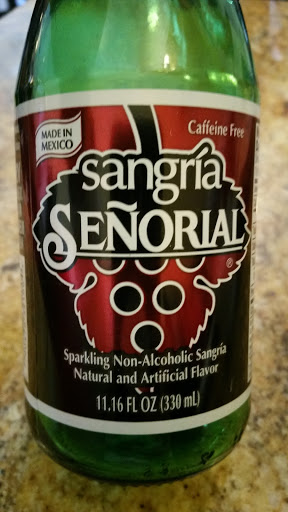 MADE IN
MEXICO
Caffeine Free
sangría
SEÑORIAL
®
Sparkling Non-Alcoholic Sangría
Natural and Artificial Flavor
11.16 FL OZ (330 mL)